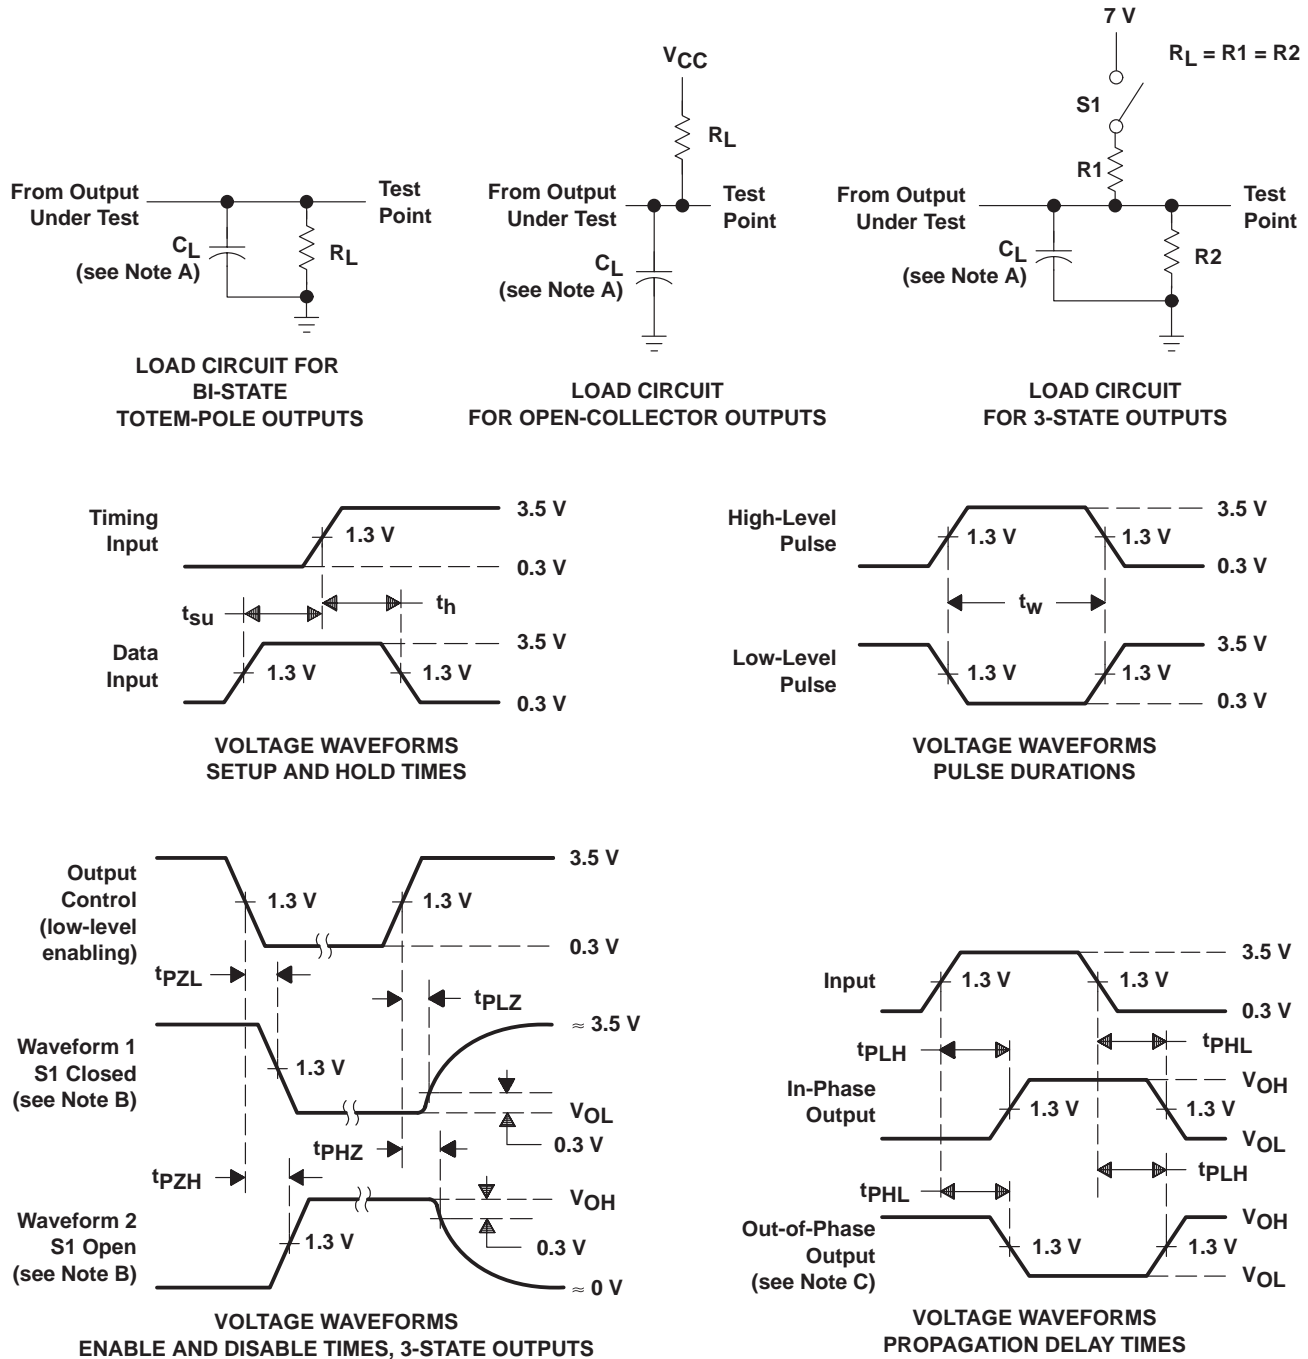 7 V
RL = R1 = R2
S1
R1
From Output
Under Test
Test
Point
CL
(see Note A)
R2
LOAD CIRCUIT
FOR 3-STATE OUTPUTS
VCC
RL
From Output
Under Test
Test
Point
CL
(see Note A)
LOAD CIRCUIT
FOR OPEN-COLLECTOR OUTPUTS
From Output
Under Test
Test
Point
CL
(see Note A)
RL
LOAD CIRCUIT FOR
BI-STATE
TOTEM-POLE OUTPUTS
Timing
Input
1.3 V
3.5 V
0.3 V
tsu
th
Data
Input
1.3 V
1.3 V
3.5 V
0.3 V
VOLTAGE WAVEFORMS
SETUP AND HOLD TIMES
High-Level
Pulse
1.3 V
1.3 V
3.5 V
0.3 V
tw
Low-Level
Pulse
1.3 V
1.3 V
3.5 V
0.3 V
VOLTAGE WAVEFORMS
PULSE DURATIONS
Output
Control
(low-level
enabling)
1.3 V
1.3 V
3.5 V
0.3 V
tPZL
tPLZ
Waveform 1
S1 Closed
(see Note B)
1.3 V
≈ 3.5 V
VOL
0.3 V
tPHZ
tPZH
Waveform 2
S1 Open
(see Note B)
1.3 V
VOH
0.3 V
≈ 0 V
VOLTAGE WAVEFORMS
ENABLE AND DISABLE TIMES, 3-STATE OUTPUTS
Input
1.3 V
1.3 V
3.5 V
0.3 V
tPLH
tPHL
In-Phase
Output
1.3 V
1.3 V
VOH
VOL
tPHL
tPLH
Out-of-Phase
Output
(see Note C)
1.3 V
1.3 V
VOH
VOL
VOLTAGE WAVEFORMS
PROPAGATION DELAY TIMES